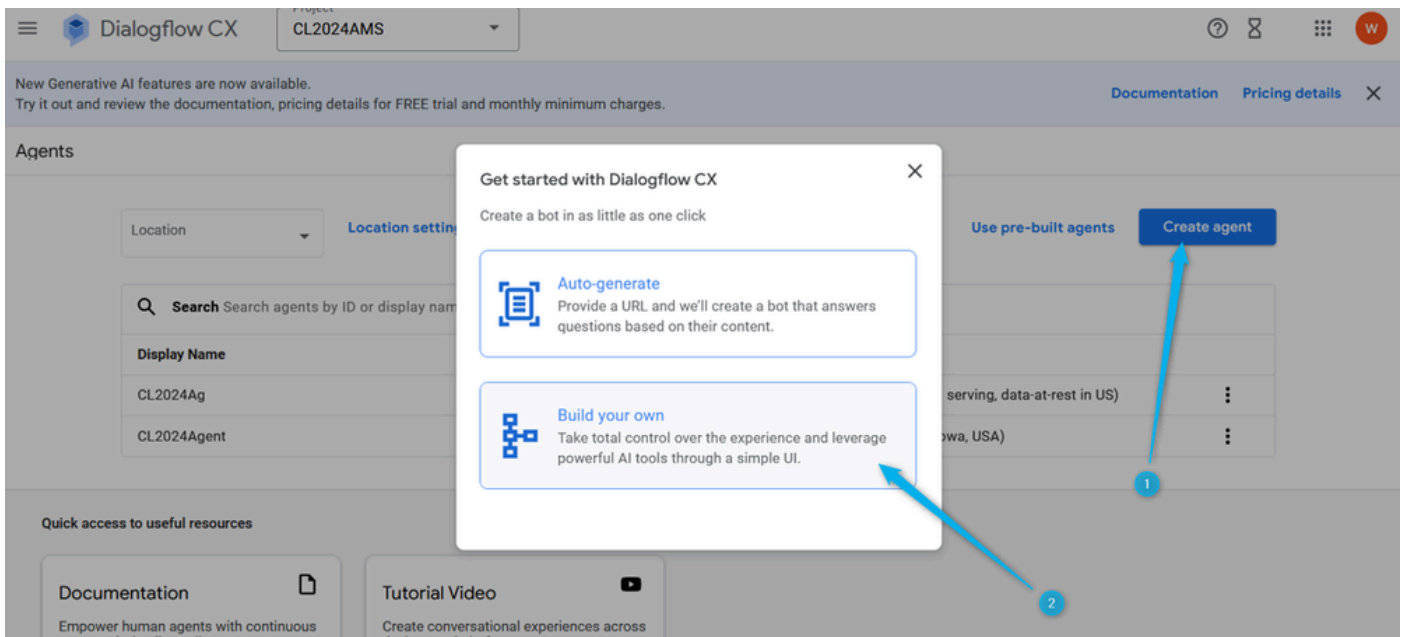 Project
Dialogflow CX
CL2024AMS
W
New Generative AI features are now available.
Try it out and review the documentation, pricing details for FREE trial and monthly minimum charges.
Documentation Pricing details
Agents
Get started with Dialogflow CX
Create a bot in as little as one click
Location
Location
Use pre-built agents
Create agent
Auto-generate
Provide a URL and we'll create a bot that answers
questions based on their content.
Search Search agents by ID or display
Display Name
CL2024Ag
serving, data-at-rest in US)
Build your own
Take total control over the experience and leverage
powerful AI tools through a simple UI.
CL2024Agent
USA)
1
2
Quick access to useful resources
Documentation
Empower human agents with continuous
Tutorial Video
Create conversational experiences across